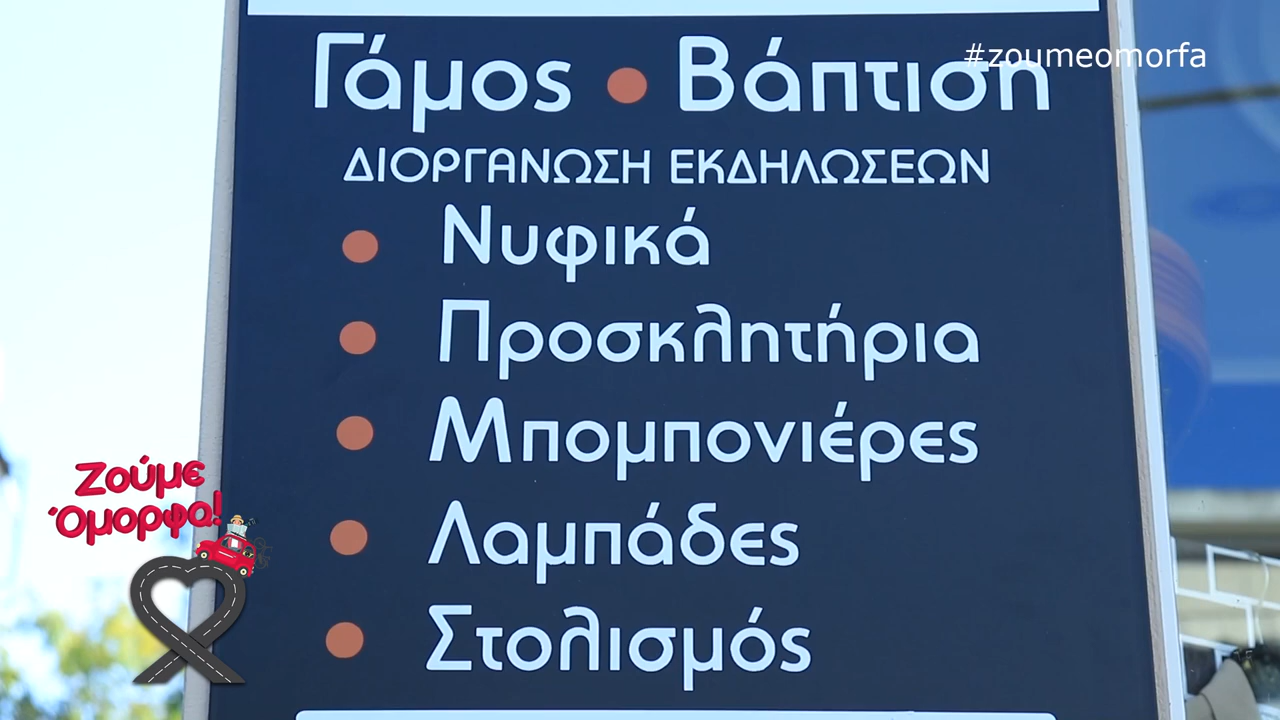 #zoumeomorfa
Γάμος • Βάπτιση
ΔΙΟΡΓΑΝΩΣΗ ΕΚΔΗΛΩΣΕΩΝ
• Νυφικά
• Προσκλητήρια
• Μπομπονιέρες
• Λαμπάδες
• Στολισμός
Ζούμε
Όμορφα!